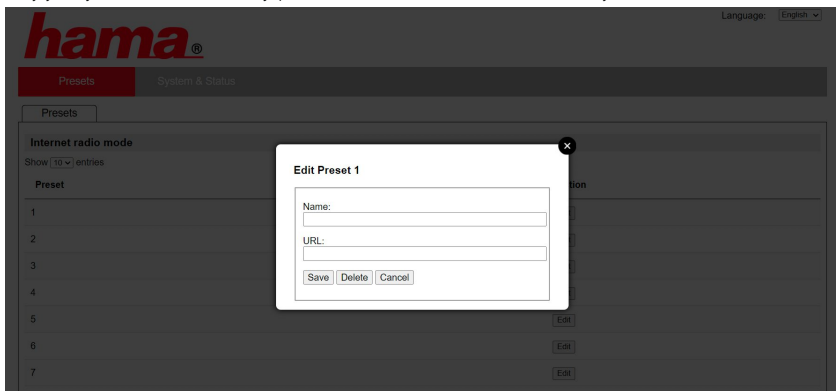 Language: English
hama®
Presets System & Status
Presets
Internet radio mode
Show 10 entries
Preset
1
2
3
4
5 Edit
6 Edit
7 Edit
Edit Preset 1
Name:
URL:
Save Delete Cancel